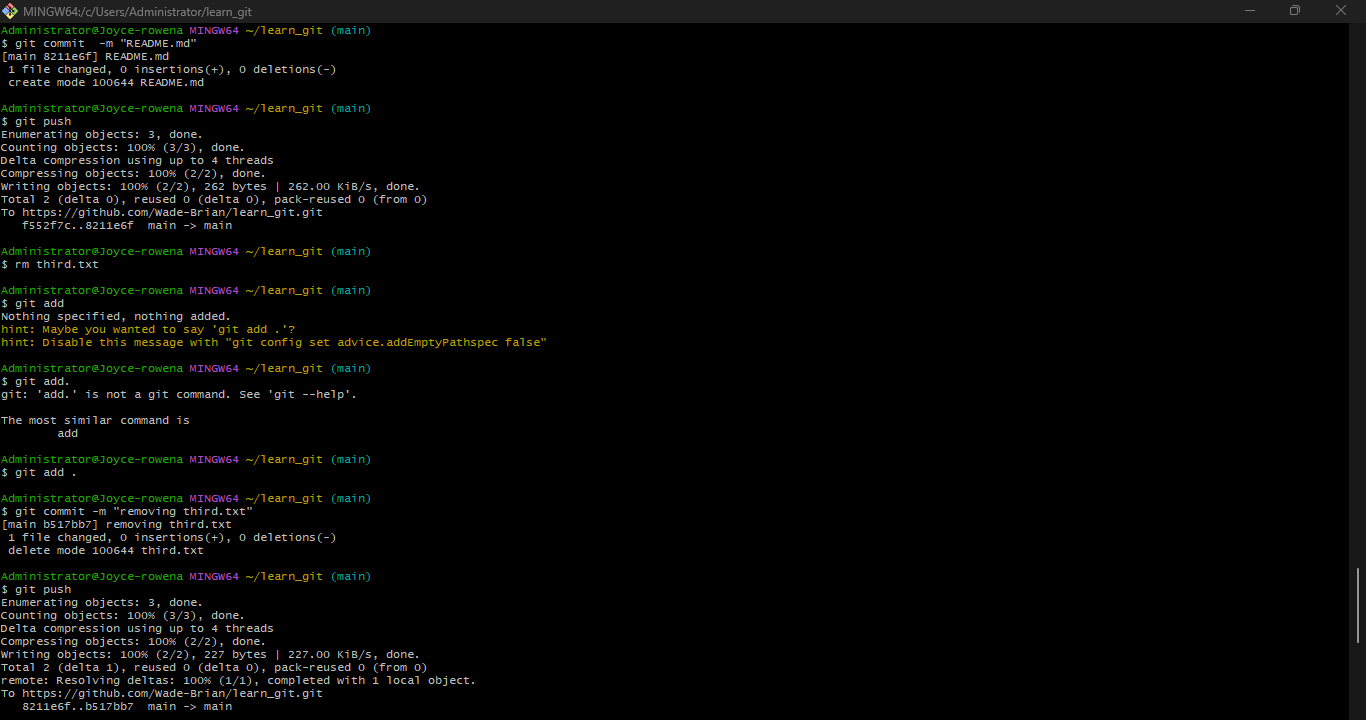 MINGW64:/c/Users/Administrator/learn_git
Administrator@Joyce-rowena MINGW64 ~/learn_git (main)
$ git commit  -m "README.md"
[main 8211e6f] README.md
 1 file changed, 0 insertions(+), 0 deletions(-)
 create mode 100644 README.md

Administrator@Joyce-rowena MINGW64 ~/learn_git (main)
$ git push
Enumerating objects: 3, done.
Counting objects: 100% (3/3), done.
Delta compression using up to 4 threads
Compressing objects: 100% (2/2), done.
Writing objects: 100% (2/2), 262 bytes | 262.00 KiB/s, done.
Total 2 (delta 0), reused 0 (delta 0), pack-reused 0 (from 0)
To https://github.com/Wade-Brian/learn_git.git
   f552f7c..8211e6f  main -> main

Administrator@Joyce-rowena MINGW64 ~/learn_git (main)
$ rm third.txt

Administrator@Joyce-rowena MINGW64 ~/learn_git (main)
$ git add
Nothing specified, nothing added.
hint: Maybe you wanted to say 'git add .'?
hint: Disable this message with "git config set advice.addEmptyPathspec false"

Administrator@Joyce-rowena MINGW64 ~/learn_git (main)
$ git add.
git: 'add.' is not a git command. See 'git --help'.

The most similar command is
        add

Administrator@Joyce-rowena MINGW64 ~/learn_git (main)
$ git add .

Administrator@Joyce-rowena MINGW64 ~/learn_git (main)
$ git commit -m "removing third.txt"
[main b517bb7] removing third.txt
 1 file changed, 0 insertions(+), 0 deletions(-)
 delete mode 100644 third.txt

Administrator@Joyce-rowena MINGW64 ~/learn_git (main)
$ git push
Enumerating objects: 3, done.
Counting objects: 100% (3/3), done.
Delta compression using up to 4 threads
Compressing objects: 100% (2/2), done.
Writing objects: 100% (2/2), 227 bytes | 227.00 KiB/s, done.
Total 2 (delta 1), reused 0 (delta 0), pack-reused 0 (from 0)
remote: Resolving deltas: 100% (1/1), completed with 1 local object.
To https://github.com/Wade-Brian/learn_git.git
   8211e6f..b517bb7  main -> main